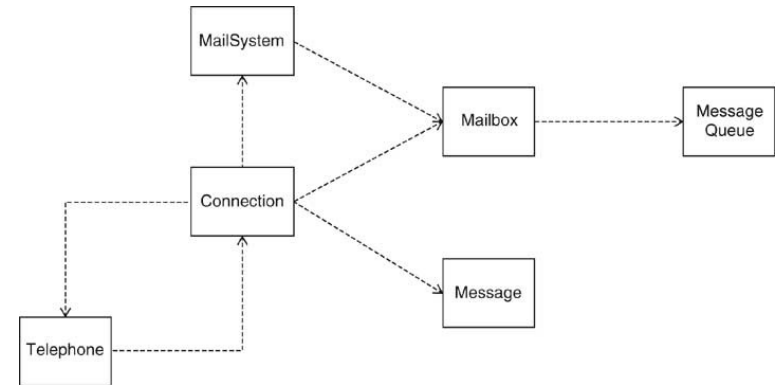 MailSystem
Mailbox
Message
Queue
Connection
Message
Telephone